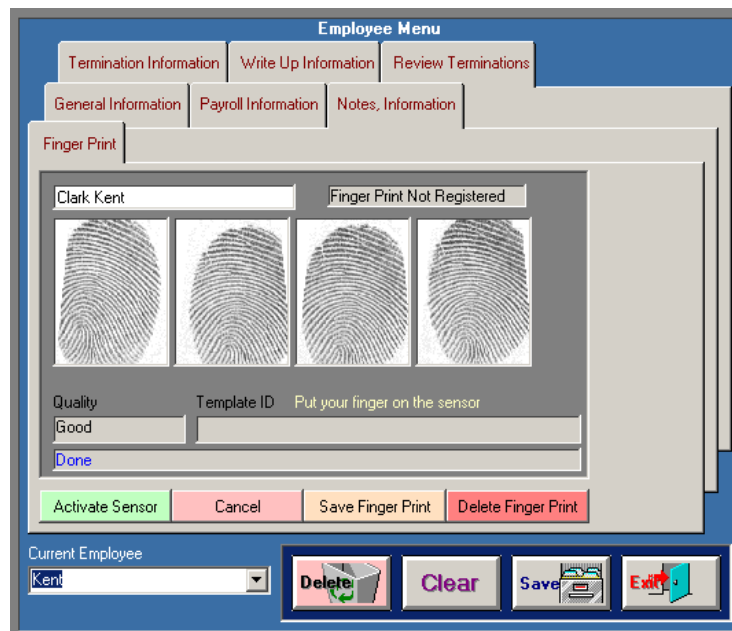 Employee Menu
Termination Information
Write Up Information
Review Terminations
General Information
Payroll Information
Notes, Information
Finger Print
Clark Kent
Finger Print Not Registered
Quality
Template ID
Put your finger on the sensor
Good
Done
Activate Sensor
Cancel
Save Finger Print
Delete Finger Print
Current Employee
Kent
Delete
Clear
Save
Exit